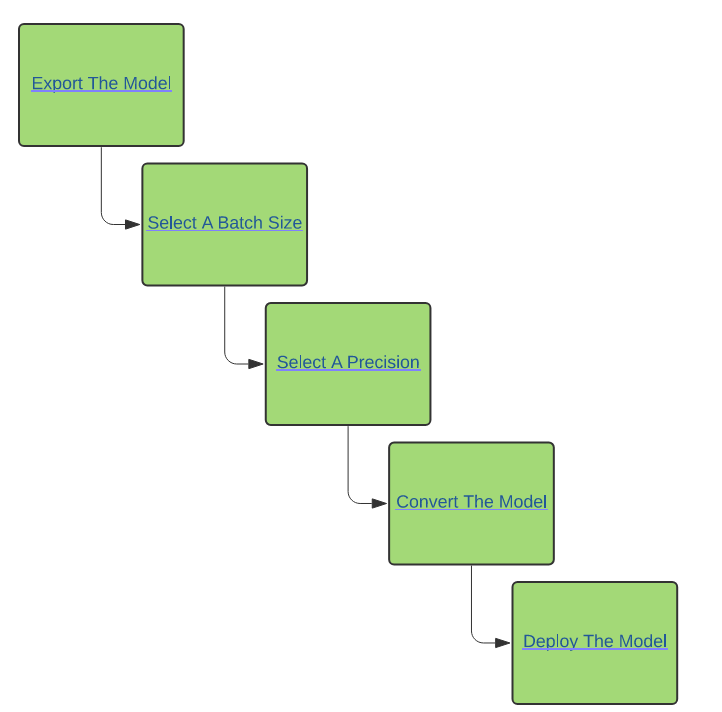 Export The Model
Select A Batch Size
Select A Precision
Convert The Model
Deploy The Model